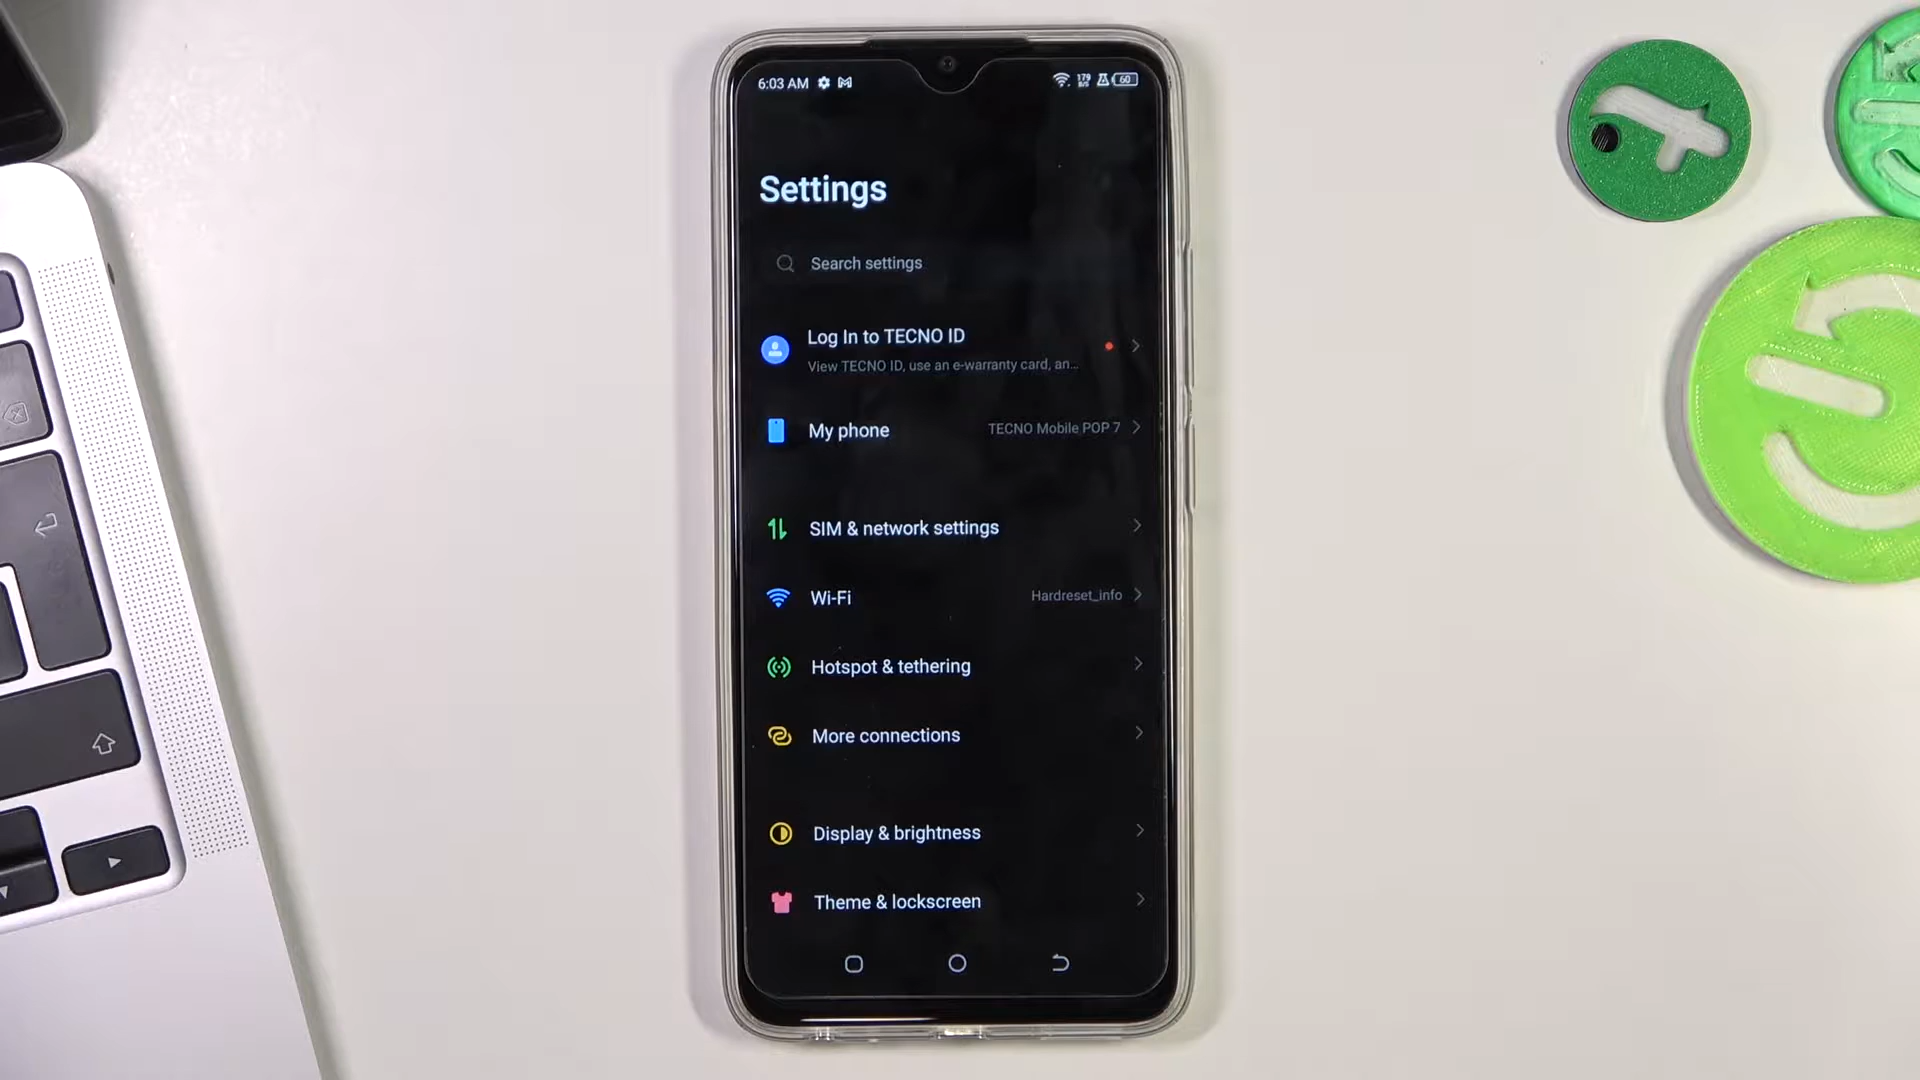 6:03 AM
179
B/S
60
Settings
Search settings
Log In to TECNO ID
View TECNO ID, use an e-warranty card, an...
My phone
TECNO Mobile POP 7
SIM & network settings
Wi-Fi
Hardreset_info
Hotspot & tethering
More connections
Display & brightness
Theme & lockscreen